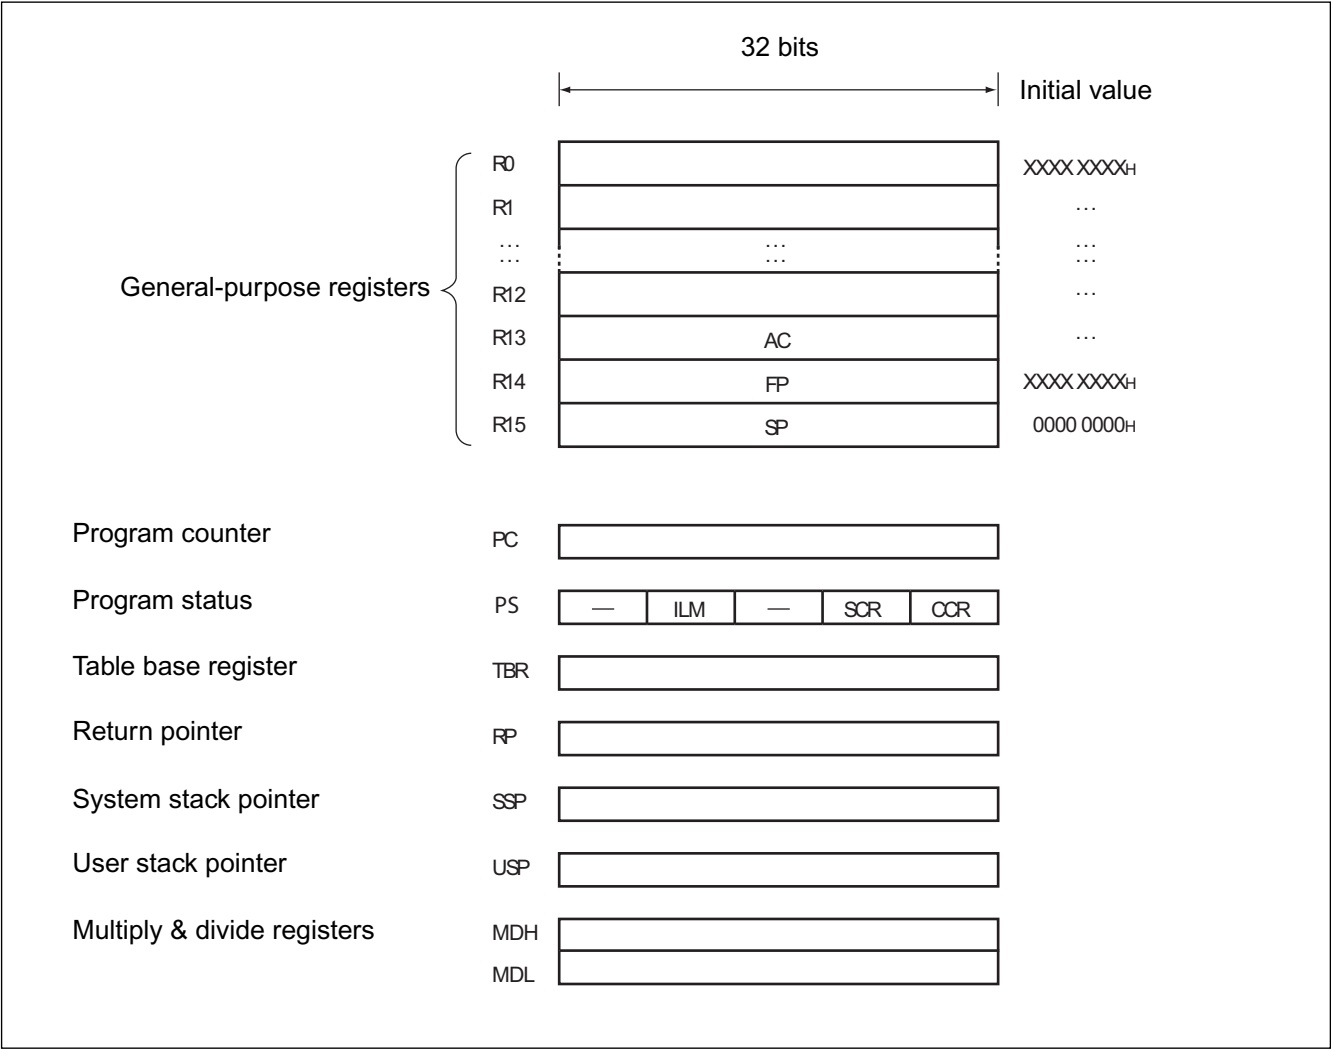 32 bits
Initial value
R0 XXXX XXXXH
R1 ...
... ... ...
... ... ...
General-purpose registers
R12 ...
R13 AC ...
R14 FP XXXX XXXXH
R15 SP 0000 0000H
Program counter PC
Program status PS — ILM — SCR CCR
Table base register TBR
Return pointer RP
System stack pointer SSP
User stack pointer USP
Multiply & divide registers MDH
MDL